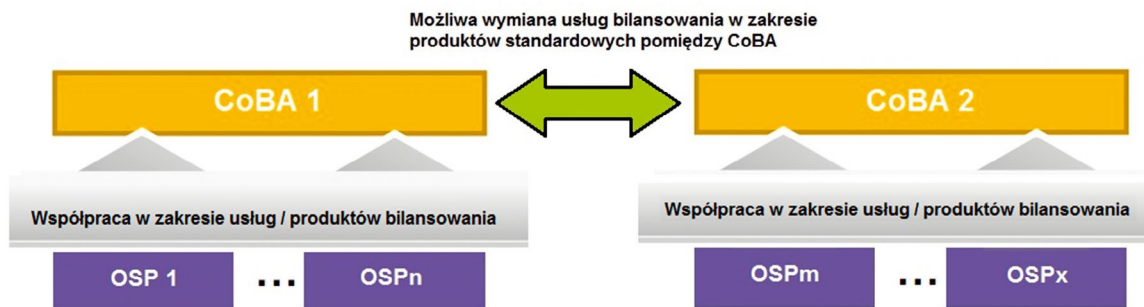 Możliwa wymiana usług bilansowania w zakresie
produktów standardowych pomiędzy CoBA
CoBA 1
CoBA 2
Współpraca w zakresie usług / produktów bilansowania
Współpraca w zakresie usług / produktów bilansowania
OSP 1 ... OSPn
OSPm ... OSPx